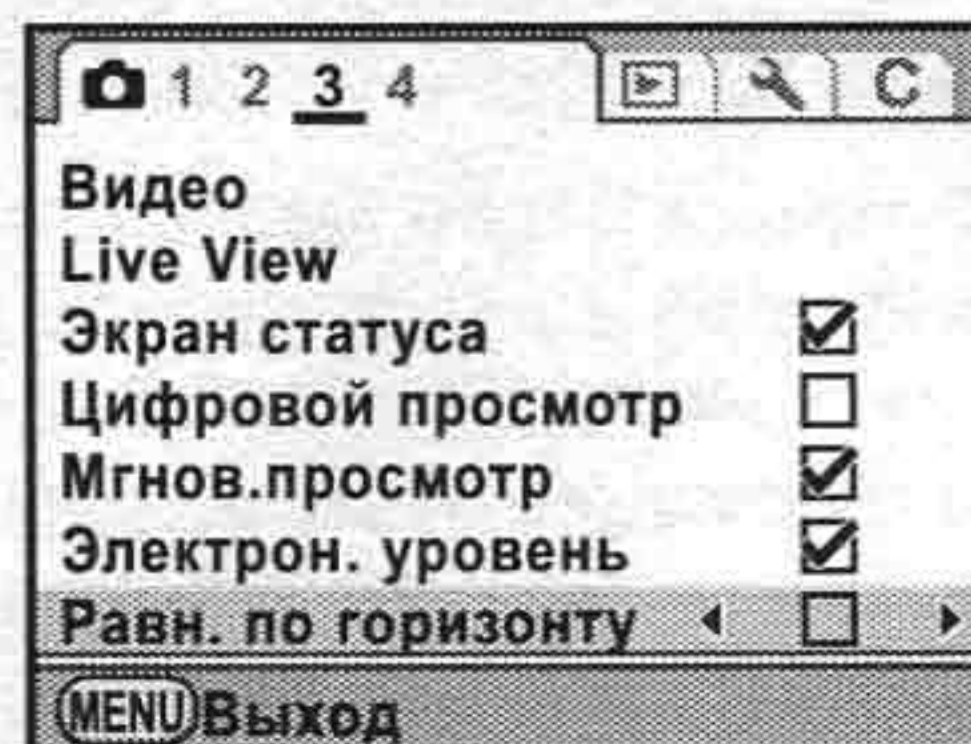 1 2 3 4 C
Видео
Live View
Экран статуса
Цифровой просмотр
Мгнов.просмотр
Электрон. уровень
Равн. по горизонту
MENU Выход